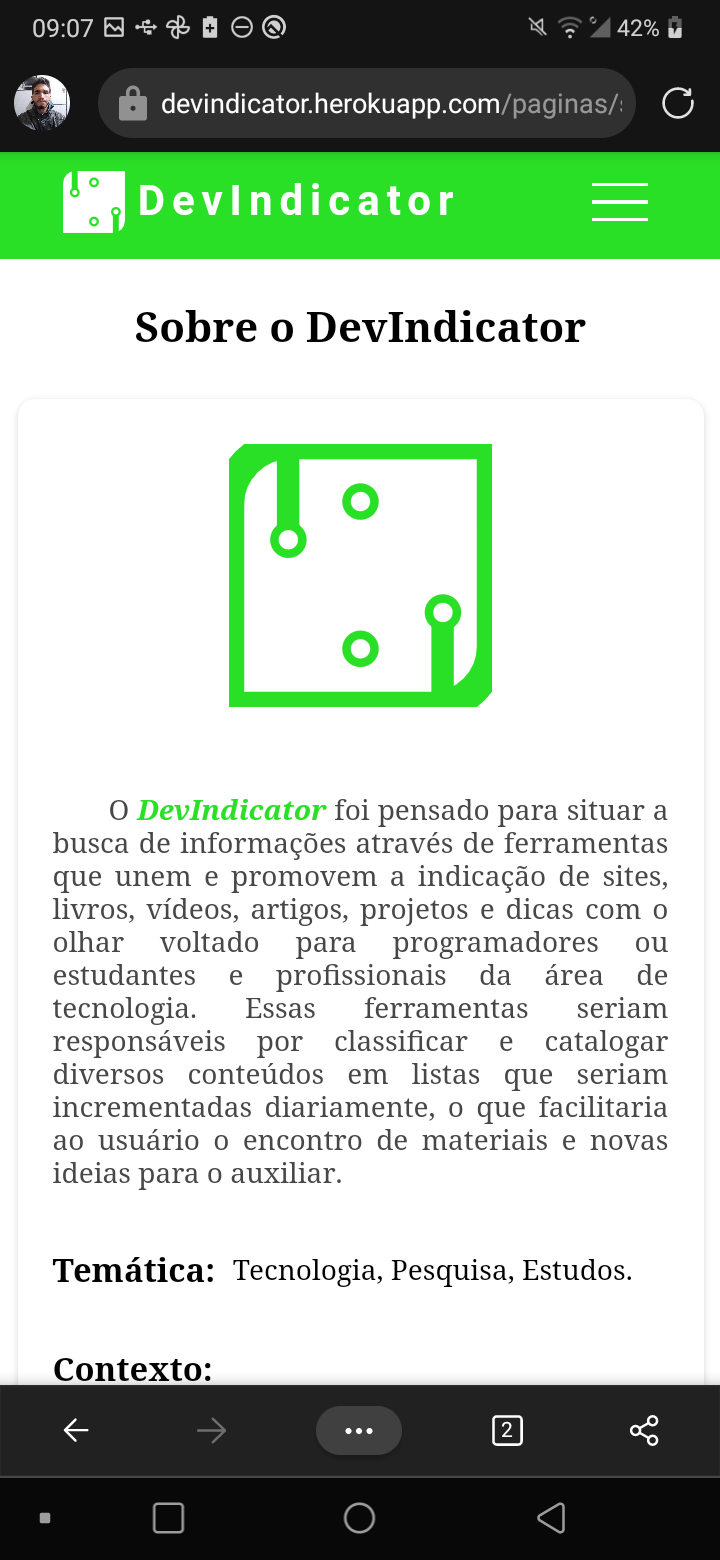 09:07
42%
devindicator.herokuapp.com/paginas/
DevIndicator
Sobre o DevIndicator
O DevIndicator foi pensado para situar a
busca de informações através de ferramentas
que unem e promovem a indicação de sites,
livros, vídeos, artigos, projetos e dicas com o
olhar voltado para programadores ou
estudantes e profissionais da área de
tecnologia. Essas ferramentas seriam
responsáveis por classificar e catalogar
diversos conteúdos em listas que seriam
incrementadas diariamente, o que facilitaria
ao usuário o encontro de materiais e novas
ideias para o auxiliar.
Temática: Tecnologia, Pesquisa, Estudos.
Contexto:
2